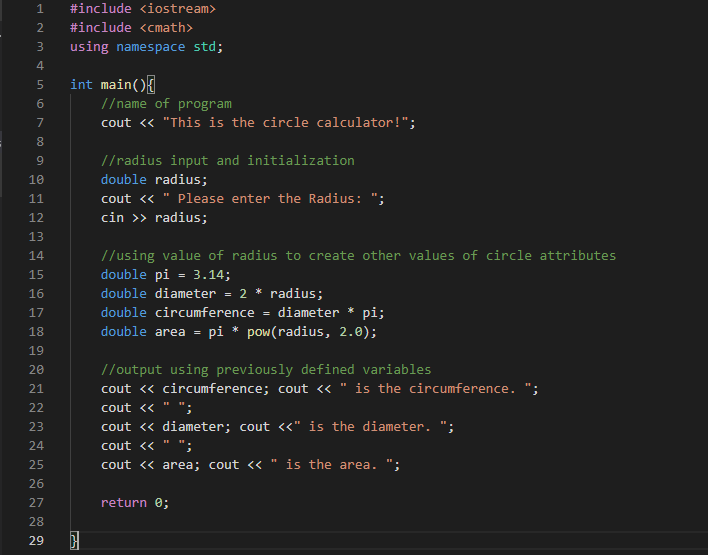 1 #include <iostream>
2 #include <cmath>
3 using namespace std;
4
5 int main(){
6 //name of program
7 cout << "This is the circle calculator!";
8
9 //radius input and initialization
10 double radius;
11 cout << " Please enter the Radius: ";
12 cin >> radius;
13
14 //using value of radius to create other values of circle attributes
15 double pi = 3.14;
16 double diameter = 2 * radius;
17 double circumference = diameter * pi;
18 double area = pi * pow(radius, 2.0);
19
20 //output using previously defined variables
21 cout << circumference; cout << " is the circumference. ";
22 cout << " ";
23 cout << diameter; cout <<" is the diameter. ";
24 cout << " ";
25 cout << area; cout << " is the area. ";
26
27 return 0;
28
29 }